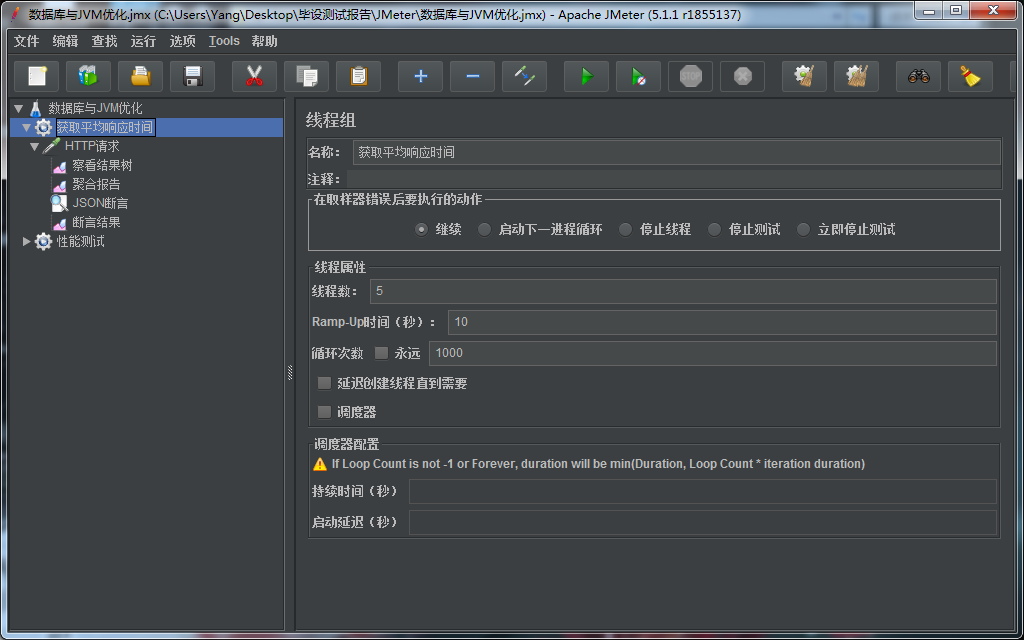 数据库与JVM优化.jmx (C:\Users\Yang\Desktop\毕设测试报告\JMeter\数据库与JVM优化.jmx) - Apache JMeter (5.1.1 r1855137)
文件 编辑 查找 运行 选项 Tools 帮助
STOP
数据库与JVM优化
获取平均响应时间
HTTP请求
察看结果树
聚合报告
JSON断言
断言结果
性能测试
线程组
名称: 获取平均响应时间
注释:
在取样器错误后要执行的动作
继续 启动下一进程循环 停止线程 停止测试 立即停止测试
线程属性
线程数: 5
Ramp-Up时间（秒）: 10
循环次数 永远 1000
延迟创建线程直到需要
调度器
调度器配置
If Loop Count is not -1 or Forever, duration will be min(Duration, Loop Count * iteration duration)
持续时间（秒）
启动延迟（秒）